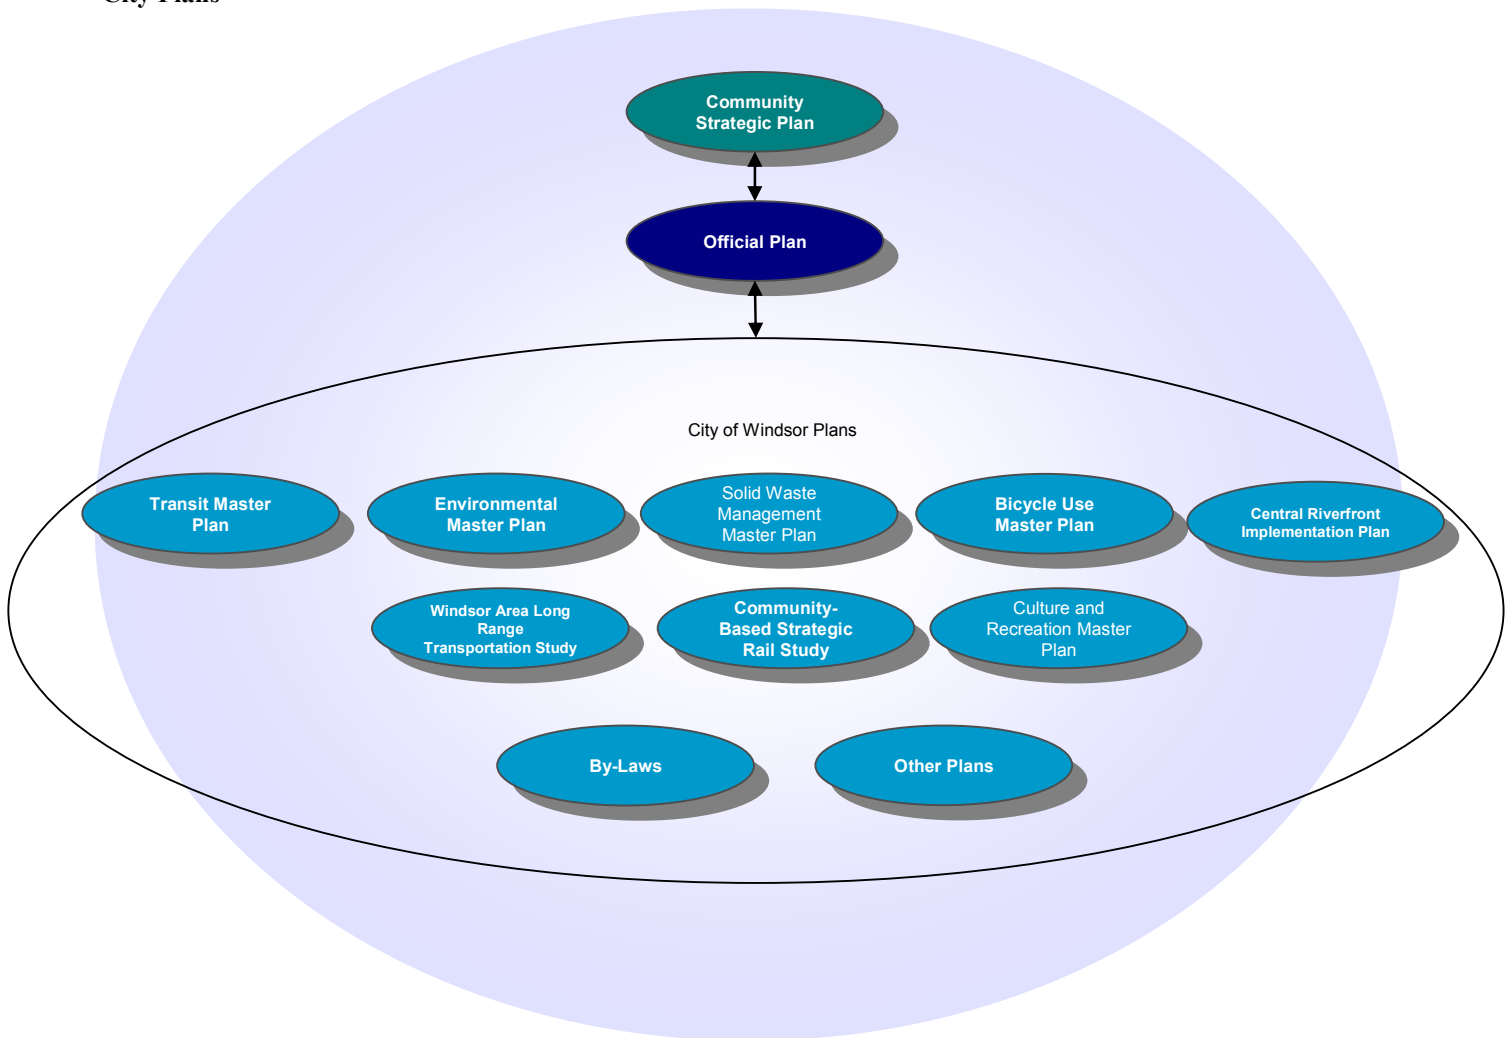 City Plans
Community
Strategic Plan
Official Plan
City of Windsor Plans
Transit Master
Plan
Environmental
Master Plan
Solid Waste
Management
Master Plan
Bicycle Use
Master Plan
Central Riverfront
Implementation Plan
Windsor Area Long
Range
Transportation Study
Community-
Based Strategic
Rail Study
Culture and
Recreation Master
Plan
By-Laws
Other Plans